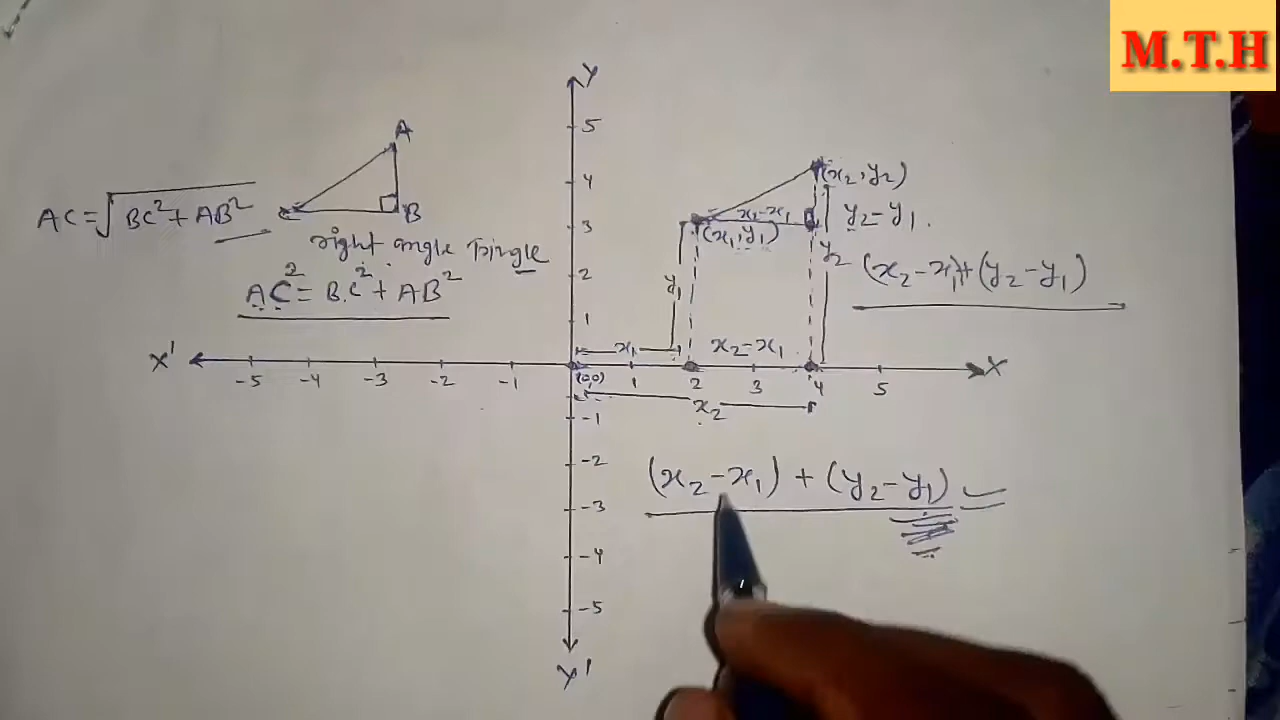 M.T.H
Y
5
4
3
2
1
A
B
C
AC=√BC²+AB²
right angle Tringle
AC²=BC²+AB²
(x₂,y₂)
x₂-x₁
y₂-y₁.
(x₁,y₁)
y₂
y₁
(x₂-x₁)+(y₂-y₁)
x₁
x₂-x₁
X'
X
-5 -4 -3 -2 -1 (0,0) 1 2 3 4 5
x₂
-1
-2
(x₂-x₁)+(y₂-y₁)
-3
-4
-5
Y'